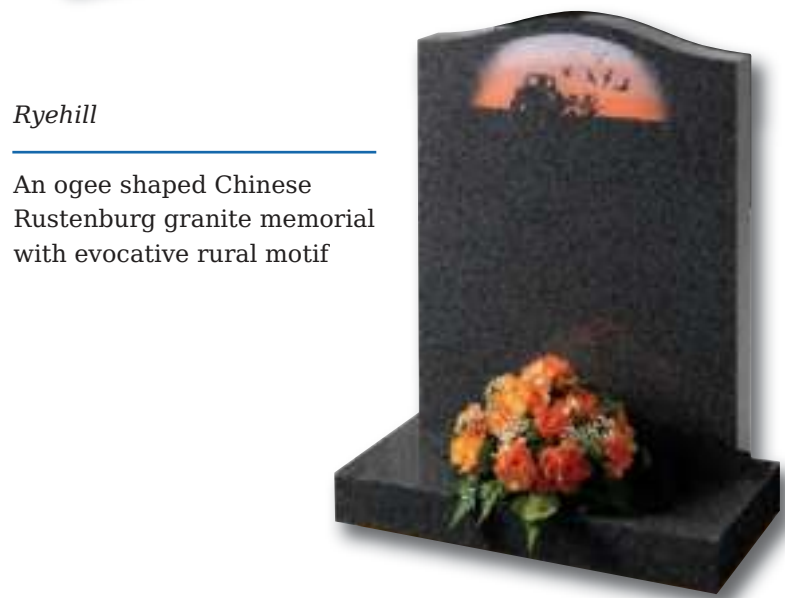 Ryehill
An ogee shaped Chinese
Rustenburg granite memorial
with evocative rural motif